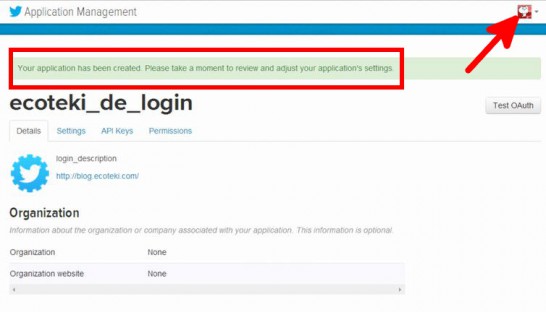 Application Management
Your application has been created. Please take a moment to review and adjust your application's settings.
ecoteki_de_login
Test OAuth
Details Settings API Keys Permissions
login_description
http://blog.ecoteki.com/
Organization
Information about the organization or company associated with your application. This information is optional.
Organization None
Organization website None